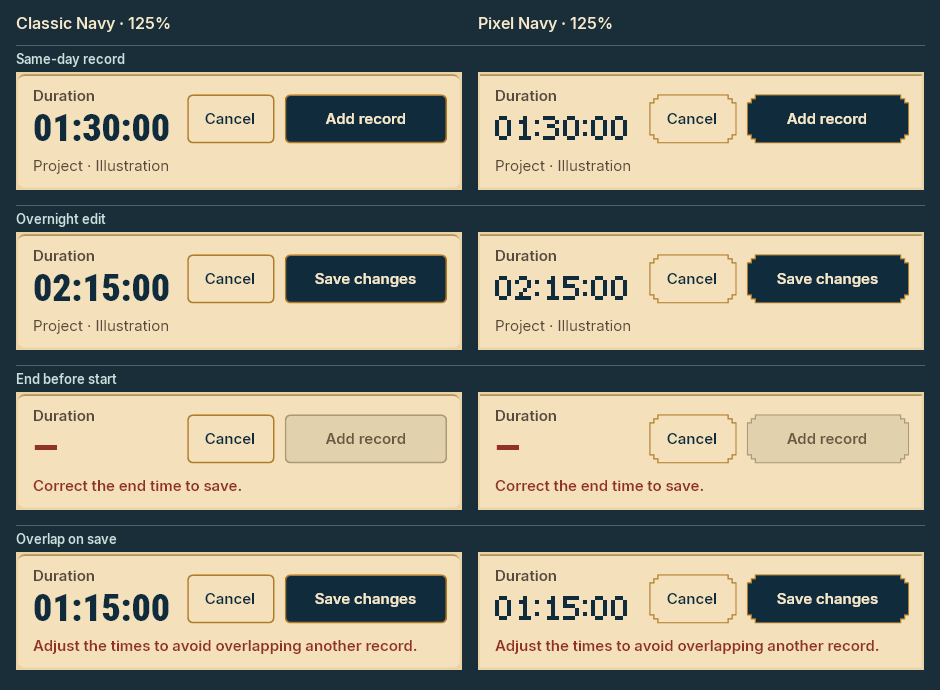 Classic Navy · 125%
Pixel Navy · 125%
Same-day record
Duration
01:30:00
Cancel
Add record
Project · Illustration
Duration
01:30:00
Cancel
Add record
Project · Illustration
Overnight edit
Duration
02:15:00
Cancel
Save changes
Project · Illustration
Duration
02:15:00
Cancel
Save changes
Project · Illustration
End before start
Duration
—
Cancel
Add record
Correct the end time to save.
Duration
—
Cancel
Add record
Correct the end time to save.
Overlap on save
Duration
01:15:00
Cancel
Save changes
Adjust the times to avoid overlapping another record.
Duration
01:15:00
Cancel
Save changes
Adjust the times to avoid overlapping another record.